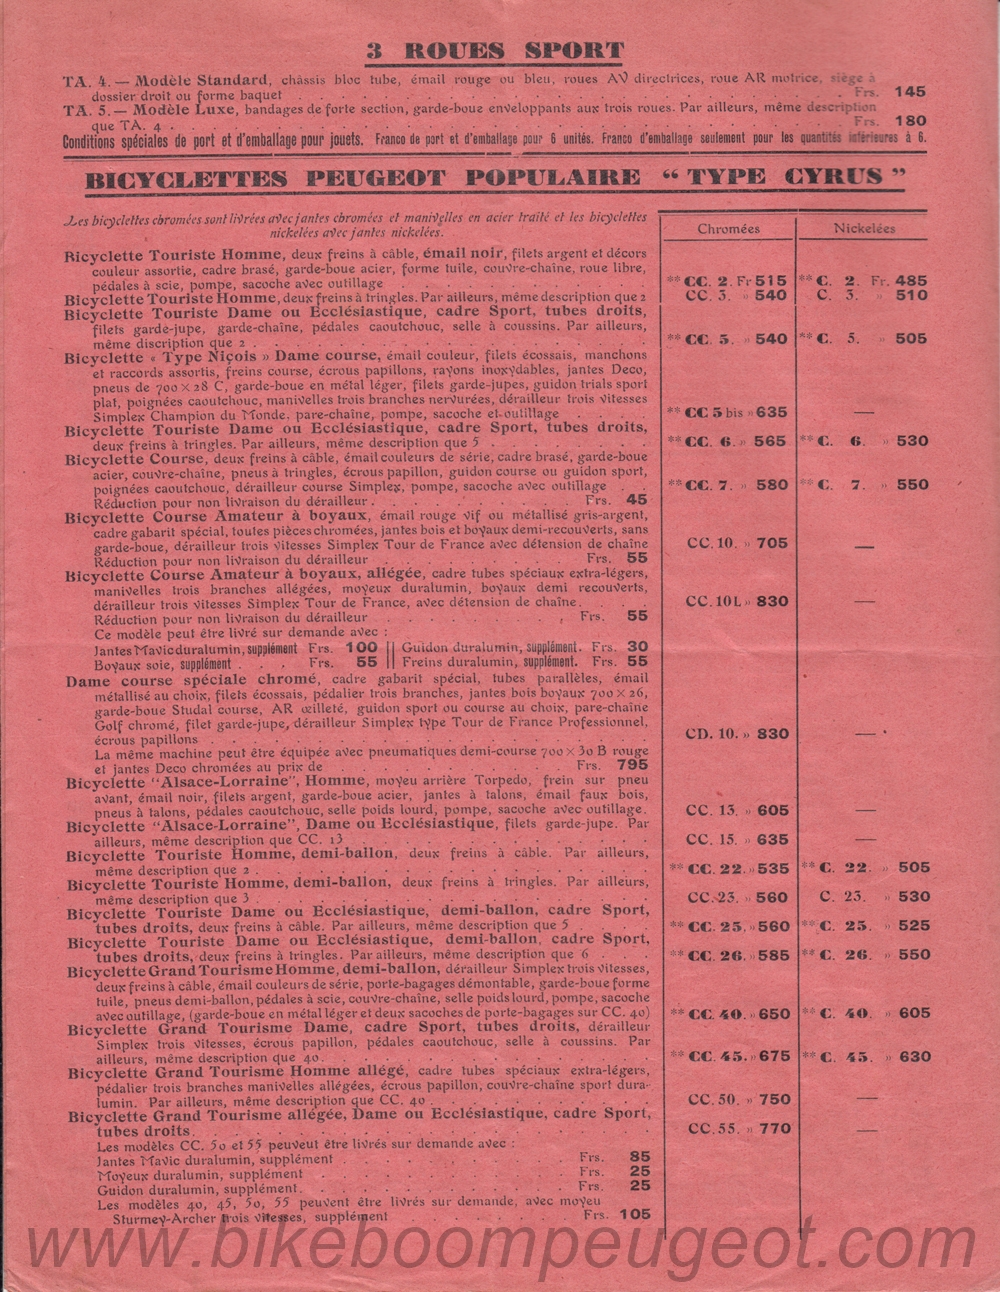 3 ROUES SPORT
TA. 4. — Modèle Standard, châssis bloc tube, émail rouge ou bleu, roues AV directrices, roue AR motrice, siège à
dossier droit ou forme baquet . . . Frs. 145
TA. 5. — Modèle Luxe, bandages de forte section, garde-boue enveloppants aux trois roues. Par ailleurs, même description
que TA. 4 . . . Frs. 180
Conditions spéciales de port et d'emballage pour jouets. Franco de port et d'emballage pour 6 unités. Franco d'emballage seulement pour les quantités inférieures à 6.
BICYCLETTES PEUGEOT POPULAIRE “ TYPE CYRUS ”
Les bicyclettes chromées sont livrées avec jantes chromées et manivelles en acier traité et les bicyclettes
nickelées avec jantes nickelées.
Chromées Nickelées
Bicyclette Touriste Homme, deux freins à câble, émail noir, filets argent et décors
couleur assortie, cadre brasé, garde-boue acier, forme tuile, couvre-chaîne, roue libre,
pédales à scie, pompe, sacoche avec outillage . . . ** CC. 2. Fr 515 ** C. 2. Fr. 485
Bicyclette Touriste Homme, deux freins à tringles. Par ailleurs, même description que 2 CC. 3. » 540 C. 3. » 510
Bicyclette Touriste Dame ou Ecclésiastique, cadre Sport, tubes droits,
filets garde-jupe, garde-chaîne, pédales caoutchouc, selle à coussins. Par ailleurs,
même discription que 2 . . . ** CC. 5. » 540 ** C. 5. » 505
Bicyclette « Type Niçois » Dame course, émail couleur, filets écossais, manchons
et raccords assortis, freins course, écrous papillons, rayons inoxydables, jantes Deco,
pneus de 700 × 28 C, garde-boue en métal léger, filets garde-jupes, guidon trials sport
plat, poignées caoutchouc, manivelles trois branches nervurées, dérailleur trois vitesses
Simplex Champion du Monde. pare-chaîne, pompe, sacoche et outillage . . . ** CC 5 bis » 635 —
Bicyclette Touriste Dame ou Ecclésiastique, cadre Sport, tubes droits,
deux freins à tringles. Par ailleurs, même description que 5 . . . ** CC. 6. » 565 ** C. 6. » 530
Bicyclette Course, deux freins à câble, émail couleurs de série, cadre brasé, garde-boue
acier, couvre-chaîne, pneus à tringles, écrous papillon, guidon course ou guidon sport,
poignées caoutchouc, dérailleur course Simplex, pompe, sacoche avec outillage . . ** CC. 7. » 580 ** C. 7. » 550
Réduction pour non livraison du dérailleur . . . Frs. 45
Bicyclette Course Amateur à boyaux, émail rouge vif ou métallisé gris-argent,
cadre gabarit spécial, toutes pièces chromées, jantes bois et boyaux demi-recouverts, sans
garde-boue, dérailleur trois vitesses Simplex Tour de France avec détension de chaîne CC. 10. » 705 —
Réduction pour non livraison du dérailleur . . . Frs. 55
Bicyclette Course Amateur à boyaux, allégée, cadre tubes spéciaux extra-légers,
manivelles trois branches allégées, moyeux duralumin, boyaux demi recouverts,
dérailleur trois vitesses Simplex Tour de France, avec détension de chaîne. . . . CC. 10 L » 830 —
Réduction pour non livraison du dérailleur . . . Frs. 55
Ce modèle peut être livré sur demande avec :
Jantes Mavic duralumin, supplément Frs. 100 || Guidon duralumin, supplément. Frs. 30
Boyaux soie, supplément . . . Frs. 55 || Freins duralumin, supplément. Frs. 55
Dame course spéciale chromé, cadre gabarit spécial, tubes parallèles, émail
métallisé au choix, filets écossais, pédalier trois branches, jantes bois boyaux 700 × 26,
garde-boue Studal course, AR œilleté, guidon sport ou course au choix, pare-chaîne
Golf chromé, filet garde-jupe, dérailleur Simplex type Tour de France Professionnel,
écrous papillons . . . CD. 10. » 830 —
La même machine peut être équipée avec pneumatiques demi-course 700 × 30 B rouge
et jantes Deco chromées au prix de . . . Frs. 795
Bicyclette “Alsace-Lorraine”, Homme, moyeu arrière Torpedo, frein sur pneu
avant, émail noir, filets argent, garde-boue acier, jantes à talons, émail faux bois,
pneus à talons, pédales caoutchouc, selle poids lourd, pompe, sacoche avec outillage. CC. 13. » 605 —
Bicyclette “Alsace-Lorraine”, Dame ou Ecclésiastique, filets garde-jupe. Par
ailleurs, même description que CC. 13 . . . CC. 15. » 635 —
Bicyclette Touriste Homme, demi-ballon, deux freins à câble. Par ailleurs,
même description que 2 . . . ** CC. 22. » 535 ** C. 22. » 505
Bicyclette Touriste Homme, demi-ballon, deux freins à tringles. Par ailleurs,
même description que 3 . . . CC. 23. » 560 C. 23. » 530
Bicyclette Touriste Dame ou Ecclésiastique, demi-ballon, cadre Sport,
tubes droits, deux freins à câble. Par ailleurs, même description que 5 . . . ** CC. 25. » 560 ** C. 25. » 525
Bicyclette Touriste Dame ou Ecclésiastique, demi-ballon, cadre Sport,
tubes droits, deux freins à tringles. Par ailleurs, même description que 6 . . . ** CC. 26. » 585 ** C. 26. » 550
Bicyclette Grand Tourisme Homme, demi-ballon, dérailleur Simplex trois vitesses,
deux freins à câble, émail couleurs de série, porte-bagages démontable, garde-boue forme
tuile, pneus demi-ballon, pédales à scie, couvre-chaîne, selle poids lourd, pompe, sacoche
avec outillage, (garde-boue en métal léger et deux sacoches de porte-bagages sur CC. 40) ** CC. 40. » 650 ** C. 40. » 605
Bicyclette Grand Tourisme Dame, cadre Sport, tubes droits, dérailleur
Simplex trois vitesses, écrous papillon, pédales caoutchouc, selle à coussins. Par
ailleurs, même description que 40. . . . ** CC. 45. » 675 ** C. 45. » 630
Bicyclette Grand Tourisme Homme allégé, cadre tubes spéciaux extra-légers,
pédalier trois branches manivelles allégées, écrous papillon, couvre-chaîne sport dura-
lumin. Par ailleurs, même description que CC. 40 . . . CC. 50. » 750 —
Bicyclette Grand Tourisme allégée, Dame ou Ecclésiastique, cadre Sport,
tubes droits. . . . CC. 55. » 770 —
Les modèles CC. 50 et 55 peuvent être livrés sur demande avec :
Jantes Mavic duralumin, supplément . . . Frs. 85
Moyeux duralumin, supplément . . . Frs. 25
Guidon duralumin, supplément. . . . Frs. 25
Les modèles 40, 45, 50, 55 peuvent être livrés sur demande, avec moyeu
Sturmey-Archer trois vitesses, supplément . . . Frs. 105
www.bikeboompeugeot.com